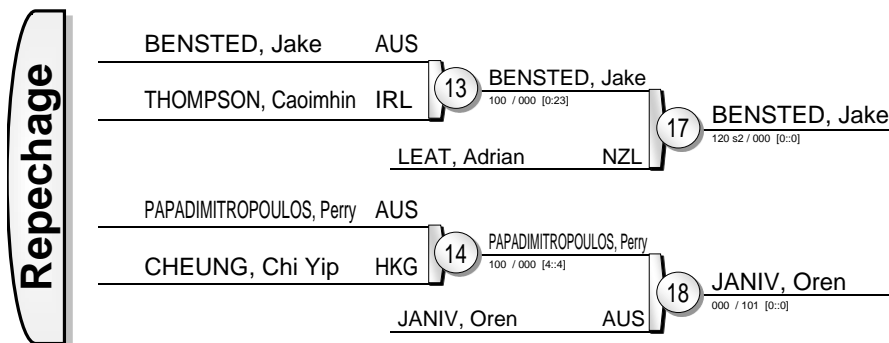 Repechage
BENSTED, Jake AUS
THOMPSON, Caoimhin IRL
13
BENSTED, Jake
100 / 000 [0:23]
LEAT, Adrian NZL
17
BENSTED, Jake
120 s2 / 000 [0::0]
PAPADIMITROPOULOS, Perry AUS
CHEUNG, Chi Yip HKG
14
PAPADIMITROPOULOS, Perry
100 / 000 [4::4]
JANIV, Oren AUS
18
JANIV, Oren
000 / 101 [0::0]